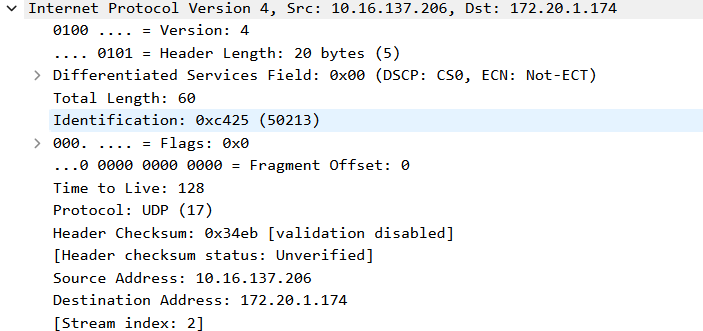 Internet Protocol Version 4, Src: 10.16.137.206, Dst: 172.20.1.174
0100 .... = Version: 4
.... 0101 = Header Length: 20 bytes (5)
Differentiated Services Field: 0x00 (DSCP: CS0, ECN: Not-ECT)
Total Length: 60
Identification: 0xc425 (50213)
000. .... = Flags: 0x0
...0 0000 0000 0000 = Fragment Offset: 0
Time to Live: 128
Protocol: UDP (17)
Header Checksum: 0x34eb [validation disabled]
[Header checksum status: Unverified]
Source Address: 10.16.137.206
Destination Address: 172.20.1.174
[Stream index: 2]